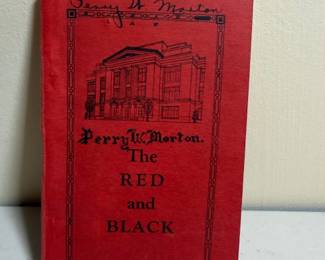 Perry W. Morton
Perry W. Morton.
The
RED
and
BLACK